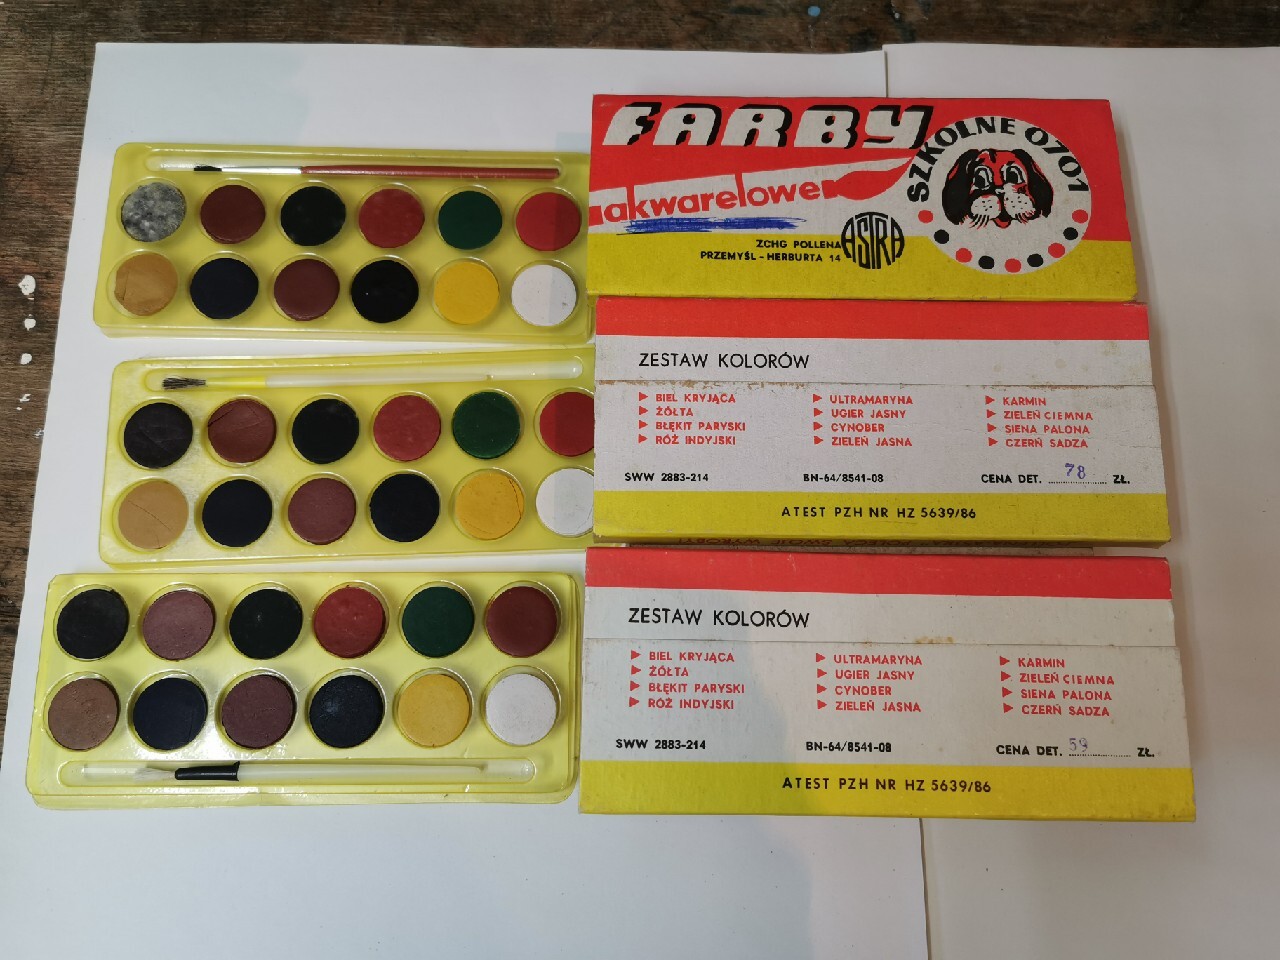 FARBY
akwarelowe
SZKOLNE 0701
ASTRA
ZCHG POLLENA
PRZEMYŚL - HERBURTA 14
ZESTAW KOLORÓW
▶ BIEL KRYJĄCA ▶ ULTRAMARYNA ▶ KARMIN
▶ ŻÓŁTA ▶ UGIER JASNY ▶ ZIELEŃ CIEMNA
▶ BŁĘKIT PARYSKI ▶ CYNOBER ▶ SIENA PALONA
▶ RÓŻ INDYJSKI ▶ ZIELEŃ JASNA ▶ CZERŃ SADZA
SWW 2883-214 BN-64/8541-08 CENA DET. 78 ZŁ.
ATEST PZH NR HZ 5639/86
ZESTAW KOLORÓW
▶ BIEL KRYJĄCA ▶ ULTRAMARYNA ▶ KARMIN
▶ ŻÓŁTA ▶ UGIER JASNY ▶ ZIELEŃ CIEMNA
▶ BŁĘKIT PARYSKI ▶ CYNOBER ▶ SIENA PALONA
▶ RÓŻ INDYJSKI ▶ ZIELEŃ JASNA ▶ CZERŃ SADZA
SWW 2883-214 BN-64/8541-08 CENA DET. 59 ZŁ.
ATEST PZH NR HZ 5639/86